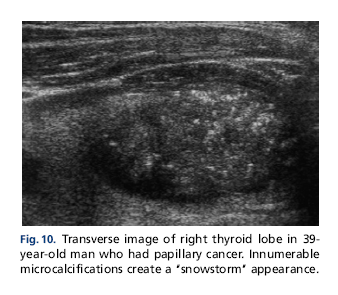 Fig. 10. Transverse image of right thyroid lobe in 39-
year-old man who had papillary cancer. Innumerable
microcalcifications create a "snowstorm" appearance.